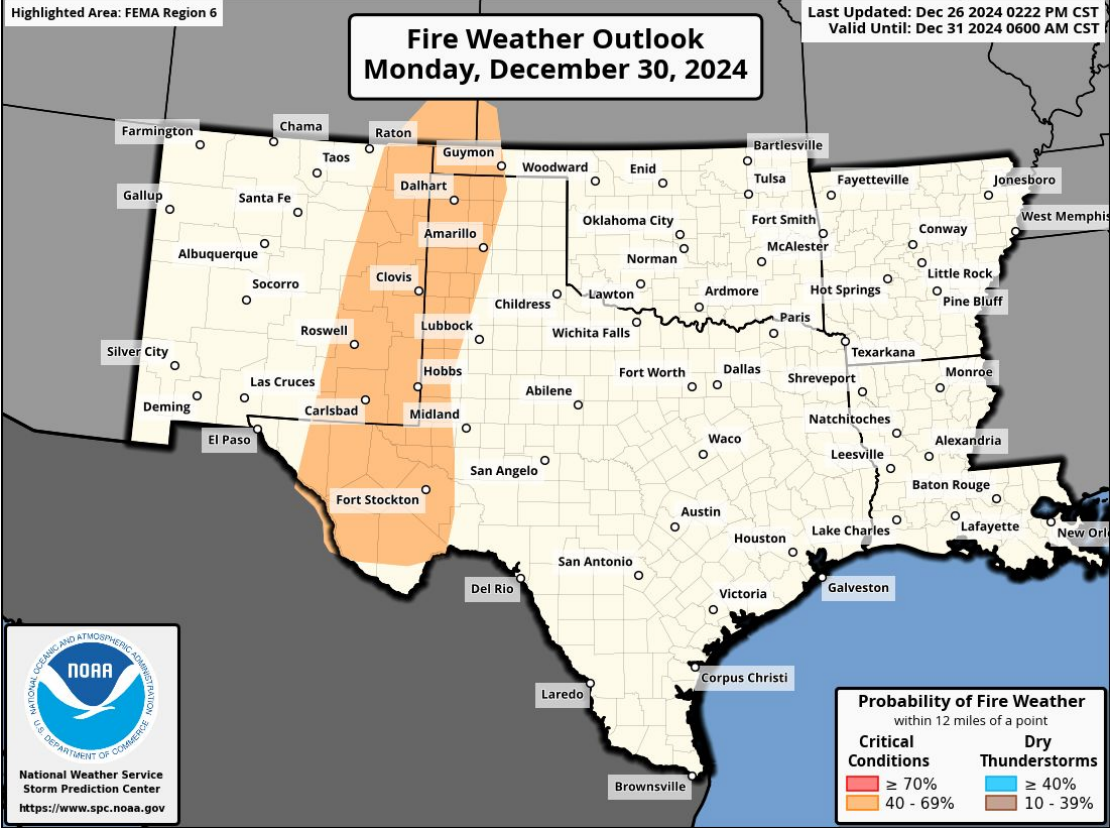 Highlighted Area: FEMA Region 6
Fire Weather Outlook
Monday, December 30, 2024
Last Updated: Dec 26 2024 0222 PM CST
Valid Until: Dec 31 2024 0600 AM CST
Farmington
Chama
Raton
Taos
Guymon
Woodward
Enid
Bartlesville
Tulsa
Fayetteville
Jonesboro
Gallup
Santa Fe
Dalhart
Oklahoma City
Fort Smith
West Memphis
Albuquerque
Amarillo
Norman
McAlester
Conway
Socorro
Clovis
Childress
Lawton
Ardmore
Hot Springs
Little Rock
Pine Bluff
Roswell
Lubbock
Wichita Falls
Paris
Silver City
Las Cruces
Hobbs
Fort Worth
Dallas
Texarkana
Shreveport
Monroe
Deming
Carlsbad
Midland
Abilene
Natchitoches
El Paso
San Angelo
Waco
Leesville
Alexandria
Fort Stockton
Baton Rouge
Austin
Houston
Lake Charles
Lafayette
New Orl
San Antonio
Del Rio
Victoria
Galveston
Laredo
Corpus Christi
Brownsville
NATIONAL OCEANIC AND ATMOSPHERIC ADMINISTRATION
NOAA
U.S. DEPARTMENT OF COMMERCE
National Weather Service
Storm Prediction Center
https://www.spc.noaa.gov
Probability of Fire Weather
within 12 miles of a point
Critical
Conditions
≥ 70%
40 - 69%
Dry
Thunderstorms
≥ 40%
10 - 39%